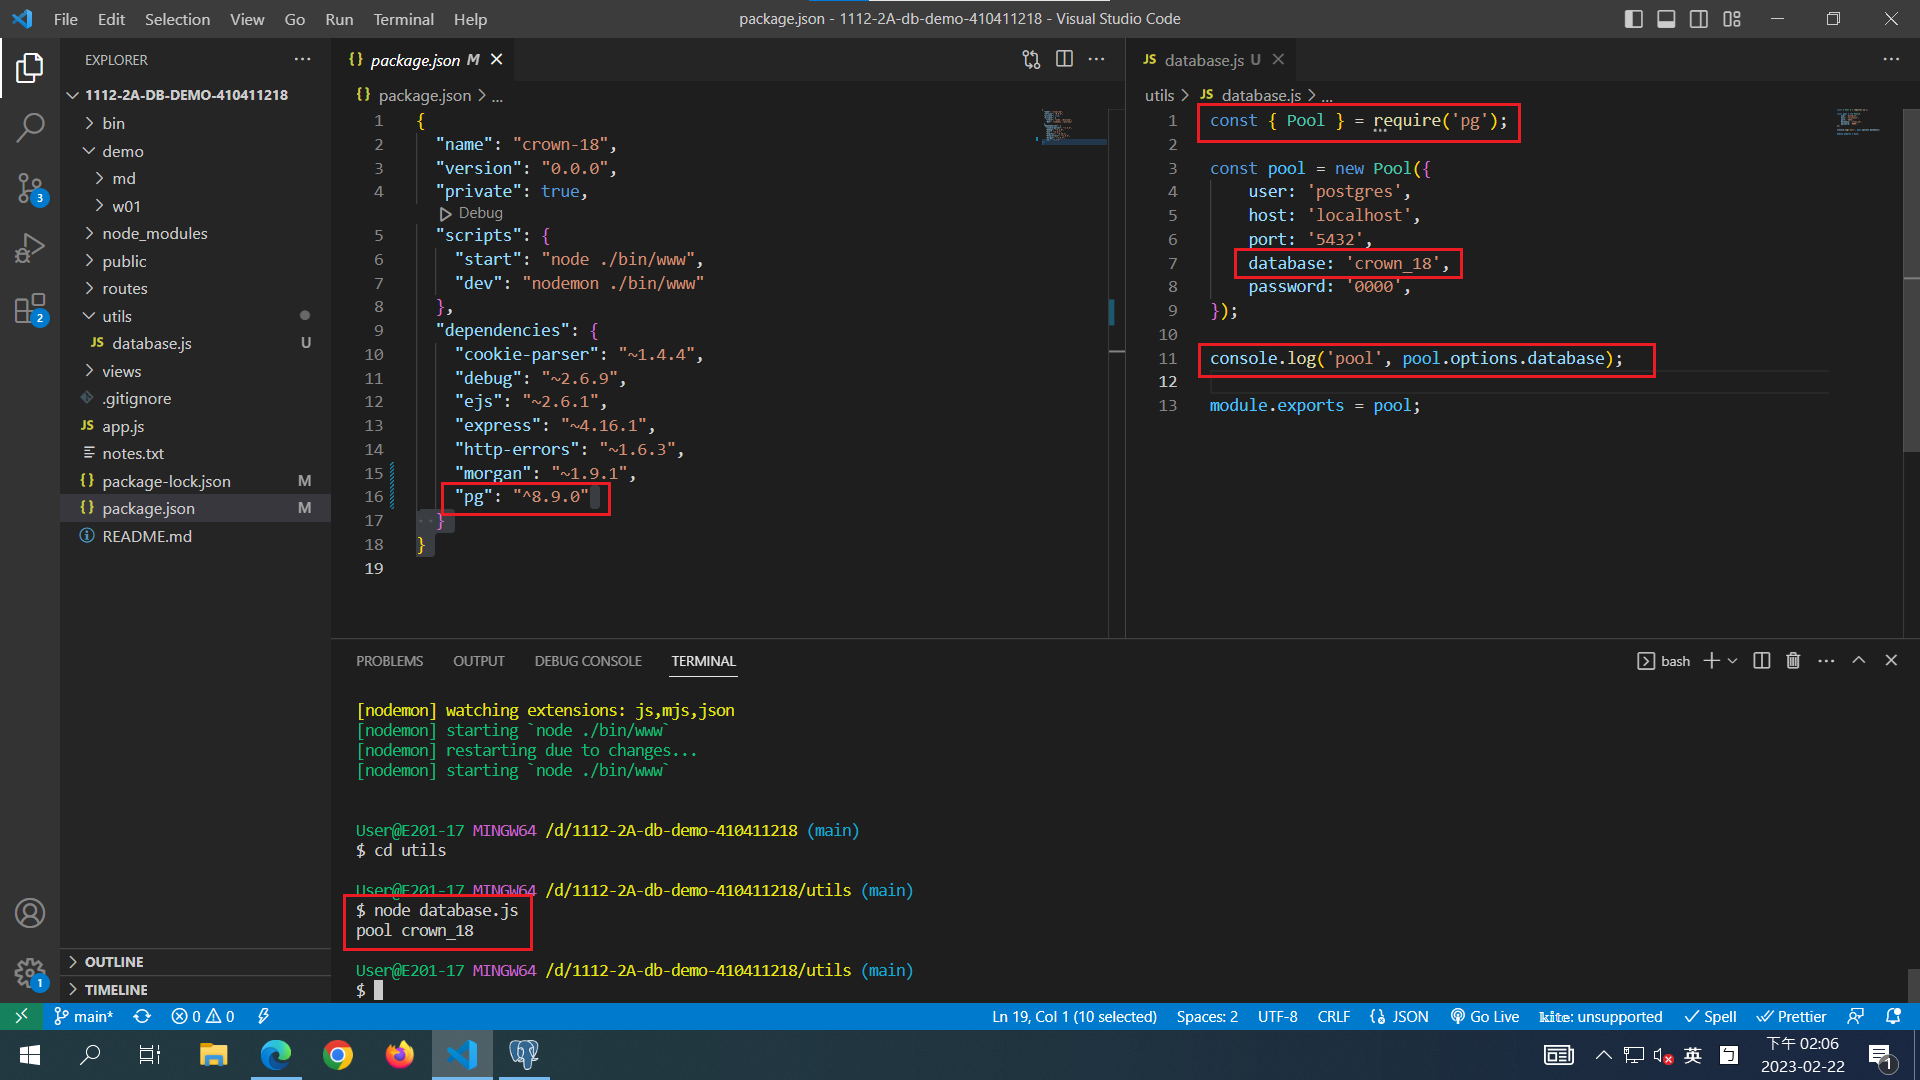 File Edit Selection View Go Run Terminal Help
package.json - 1112-2A-db-demo-410411218 - Visual Studio Code
EXPLORER
1112-2A-DB-DEMO-410411218
bin
demo
md
w01
node_modules
public
routes
utils
JS database.js U
views
.gitignore
JS app.js
notes.txt
{} package-lock.json M
{} package.json M
README.md
OUTLINE
TIMELINE
3
2
1
{} package.json M
{} package.json > ...
1 {
2 "name": "crown-18",
3 "version": "0.0.0",
4 "private": true,
Debug
5 "scripts": {
6 "start": "node ./bin/www",
7 "dev": "nodemon ./bin/www"
8 },
9 "dependencies": {
10 "cookie-parser": "~1.4.4",
11 "debug": "~2.6.9",
12 "ejs": "~2.6.1",
13 "express": "~4.16.1",
14 "http-errors": "~1.6.3",
15 "morgan": "~1.9.1",
16 "pg": "^8.9.0"
17 }
18 }
19
JS database.js U
utils > JS database.js > ...
1 const { Pool } = require('pg');
2
3 const pool = new Pool({
4 user: 'postgres',
5 host: 'localhost',
6 port: '5432',
7 database: 'crown_18',
8 password: '0000',
9 });
10
11 console.log('pool', pool.options.database);
12
13 module.exports = pool;
PROBLEMS OUTPUT DEBUG CONSOLE TERMINAL
bash
[nodemon] watching extensions: js,mjs,json
[nodemon] starting `node ./bin/www`
[nodemon] restarting due to changes...
[nodemon] starting `node ./bin/www`
User@E201-17 MINGW64 /d/1112-2A-db-demo-410411218 (main)
$ cd utils
User@E201-17 MINGW64 /d/1112-2A-db-demo-410411218/utils (main)
$ node database.js
pool crown_18
User@E201-17 MINGW64 /d/1112-2A-db-demo-410411218/utils (main)
$
main* 0 0 Ln 19, Col 1 (10 selected) Spaces: 2 UTF-8 CRLF {} JSON Go Live kite: unsupported Spell Prettier
英 下午 02:06
2023-02-22
1